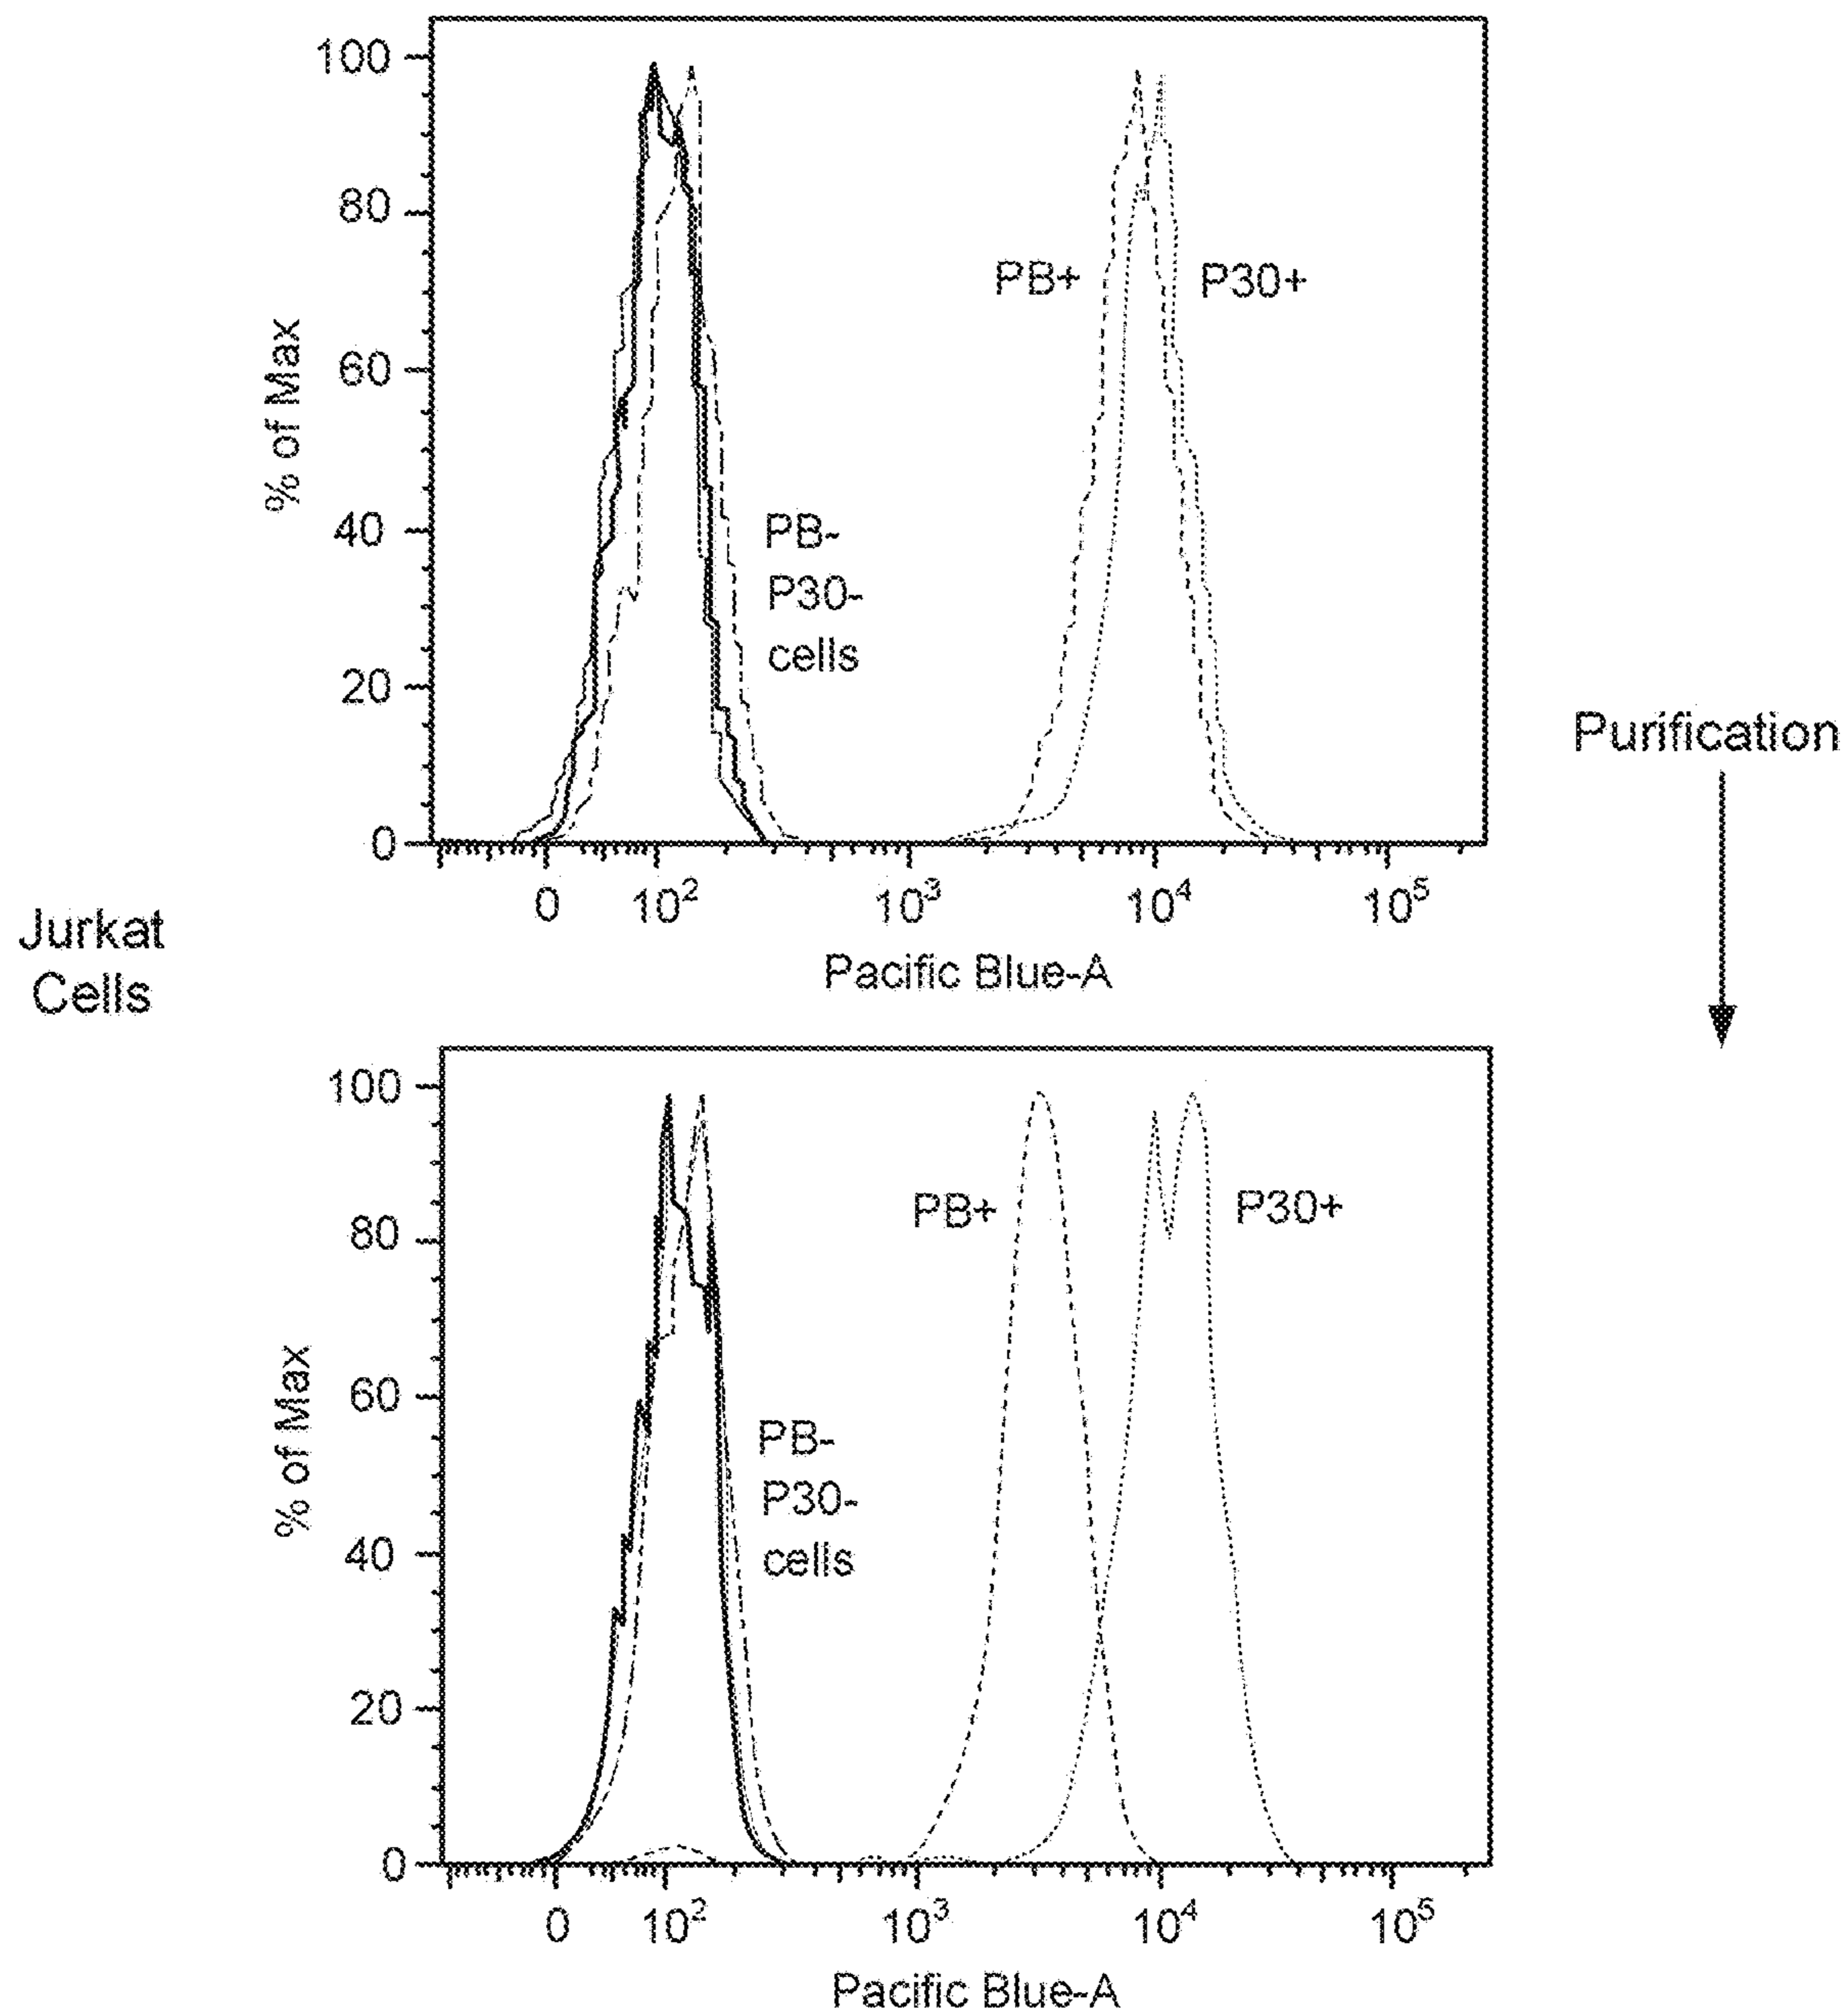 100
80
60
40
20
0
% of Max
PB+
P30+
PB-
P30-
cells
0
10²
10³
10⁴
10⁵
Pacific Blue-A
Jurkat
Cells
Purification
100
80
60
40
20
0
% of Max
PB+
P30+
PB-
P30-
cells
0
10²
10³
10⁴
10⁵
Pacific Blue-A